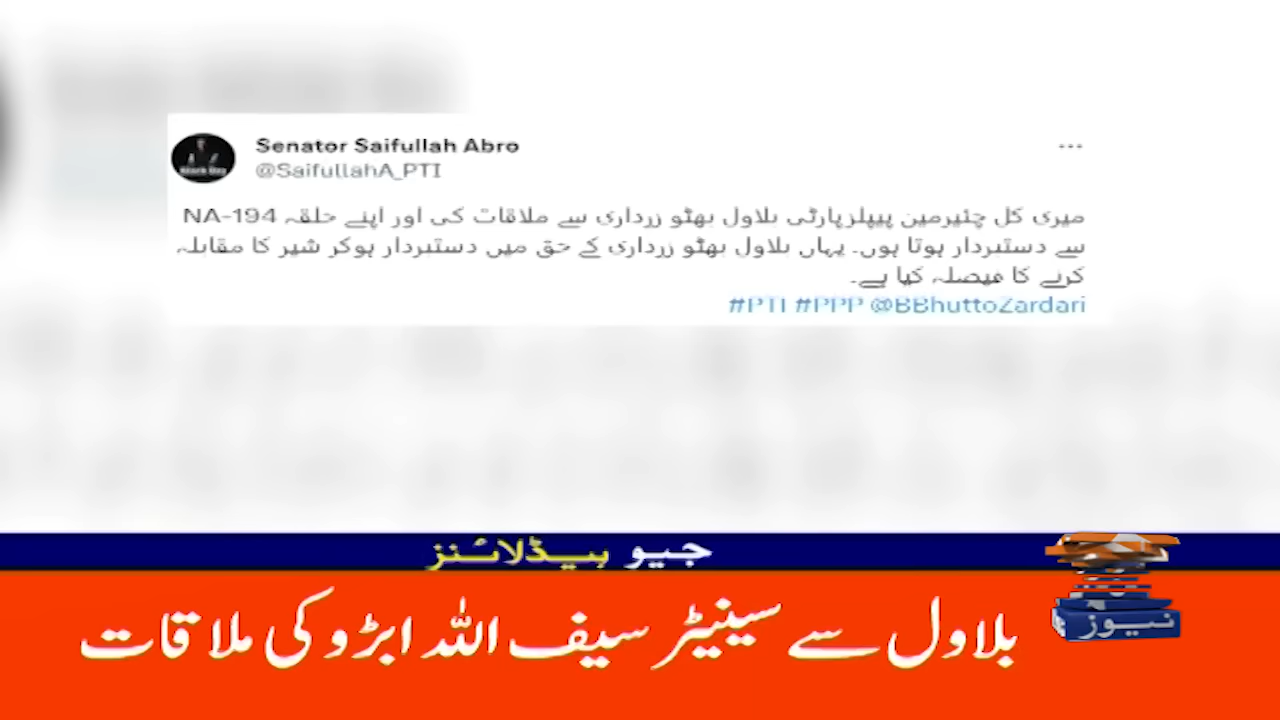 Senator Saifullah Abro
@SaifullahA_PTI
میری کل چئیرمین پیپلزپارٹی بلاول بھٹو زرداری سے ملاقات کی اور اپنے حلقہ NA-194
سے دستبردار ہوتا ہوں۔ یہاں بلاول بھٹو زرداری کے حق میں دستبردار ہوکر شیر کا مقابلہ
کرنے کا فیصلہ کیا ہے۔
#PTI #PPP @BBhuttoZardari
جیو ہیڈلائنز
نیوز
بلاول سے سینیٹر سیف اللہ ابڑو کی ملاقات